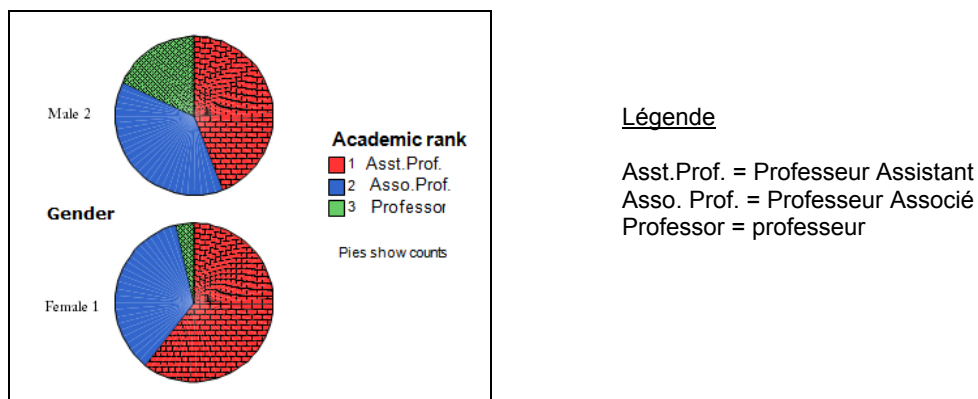 Male 2
Gender
Female 1
Academic rank
1 Asst.Prof.
2 Asso.Prof.
3 Professor
Pies show counts
Légende
Asst.Prof. = Professeur Assistant
Asso. Prof. = Professeur Associé
Professor = professeur